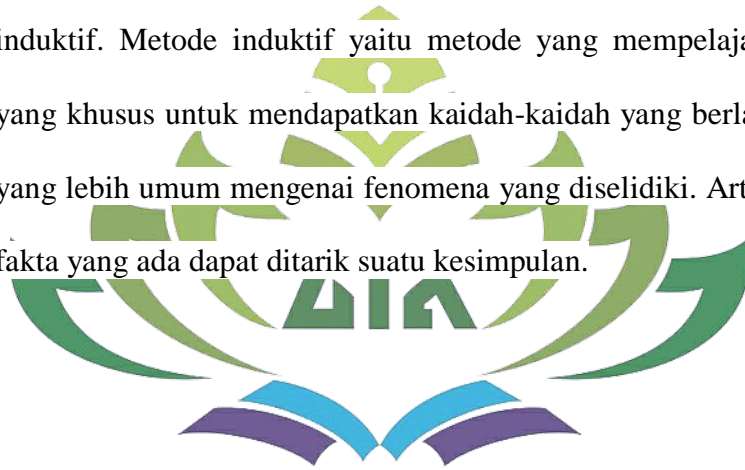 induktif. Metode induktif yaitu metode yang mempelaja
yang khusus untuk mendapatkan kaidah-kaidah yang berla
yang lebih umum mengenai fenomena yang diselidiki. Art
fakta yang ada dapat ditarik suatu kesimpulan.